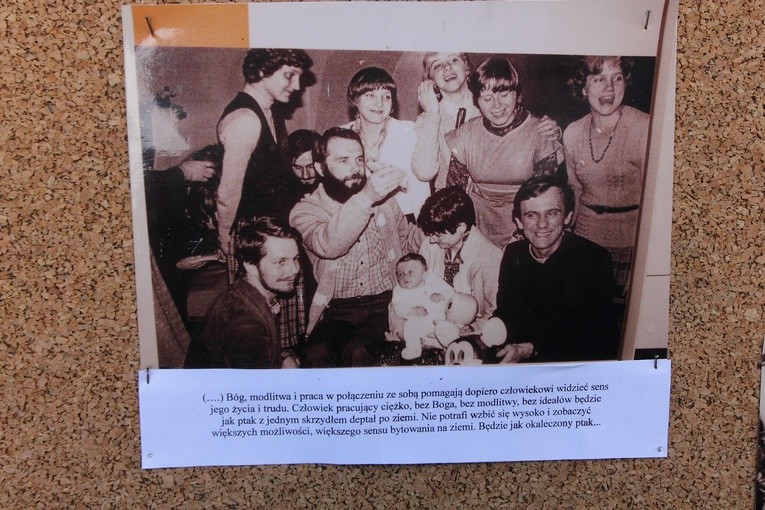 (....) Bóg, modlitwa i praca w połączeniu ze sobą pomagają dopiero człowiekowi widzieć sens
jego życia i trudu. Człowiek pracujący ciężko, bez Boga, bez modlitwy, bez ideałów będzie
jak ptak z jednym skrzydłem deptał po ziemi. Nie potrafi wzbić się wysoko i zobaczyć
większych możliwości, większego sensu bytowania na ziemi. Będzie jak okaleczony ptak...